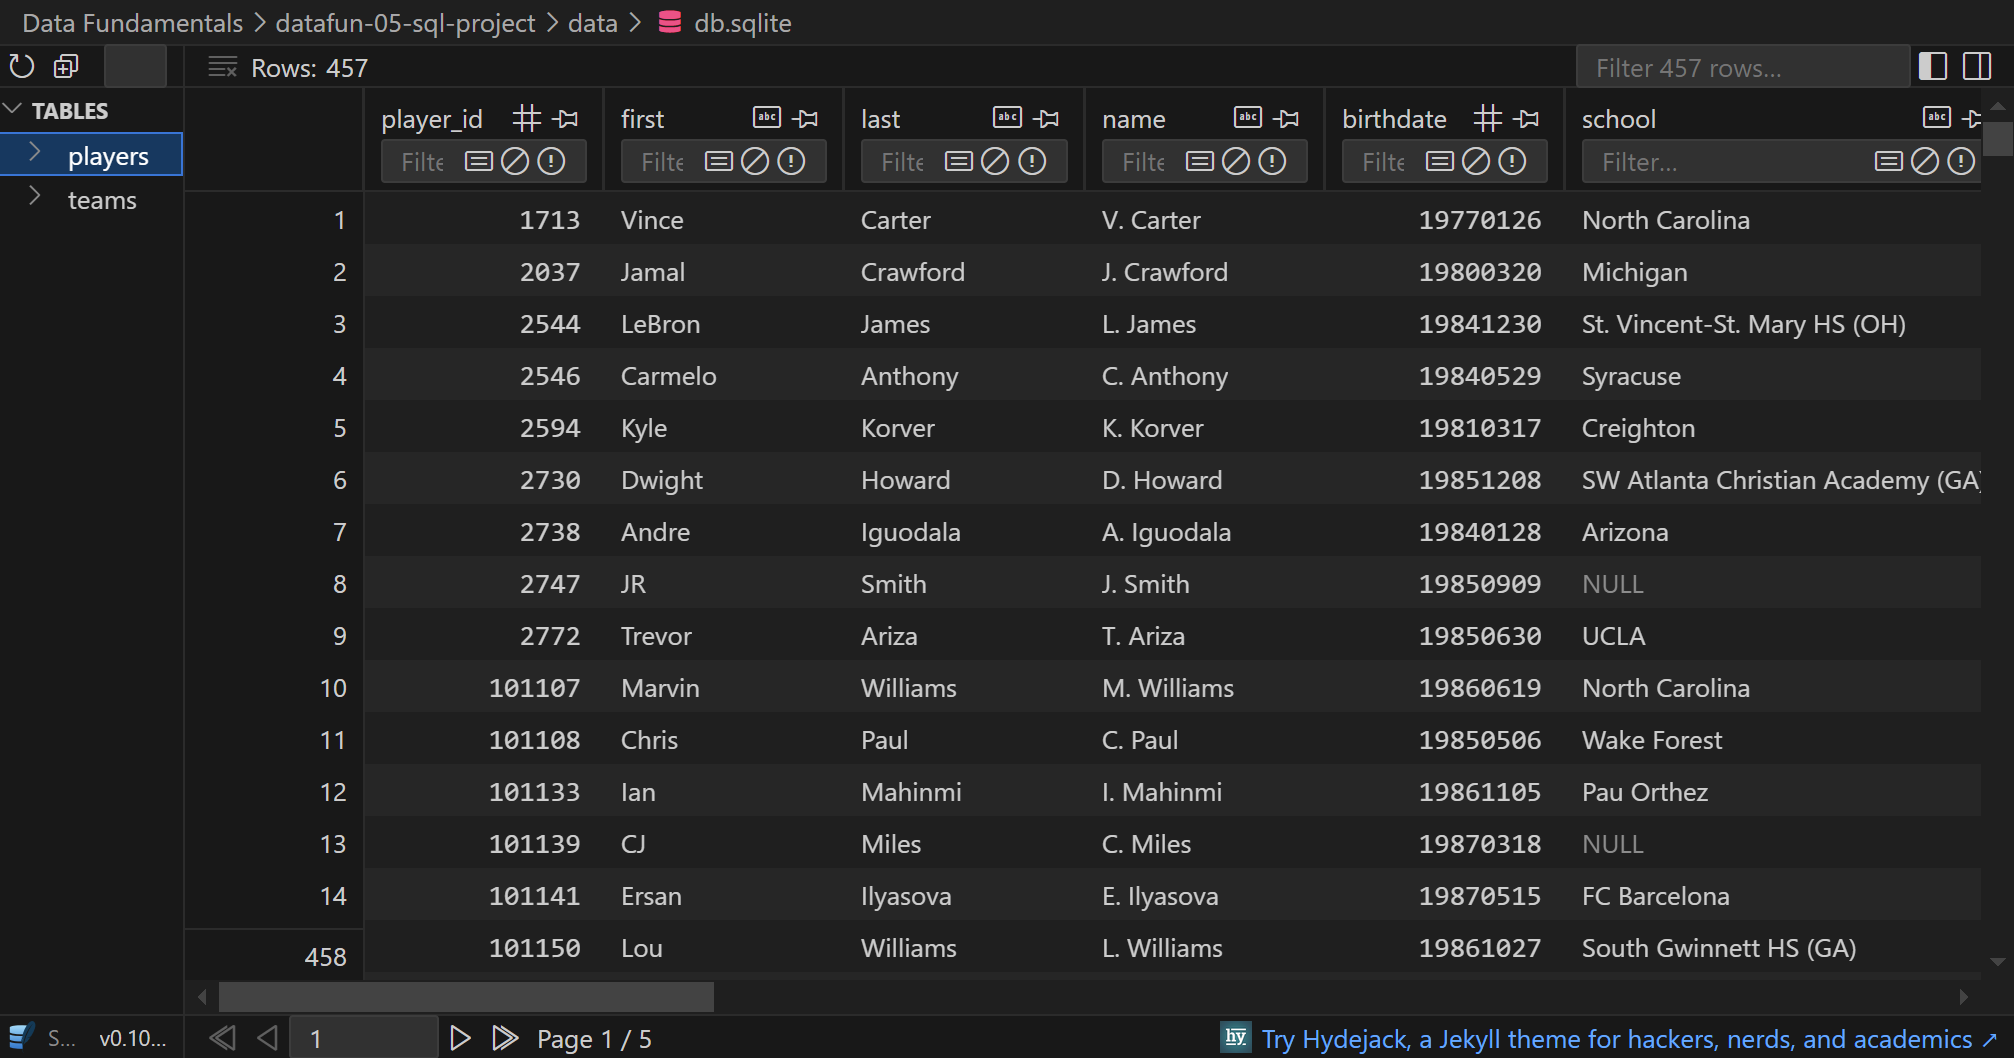 Data Fundamentals > datafun-05-sql-project > data > db.sqlite
Rows: 457 Filter 457 rows...
TABLES
players
teams
player_id first last name birthdate school
Filte Filte Filte Filte Filte Filter...
1 1713 Vince Carter V. Carter 19770126 North Carolina
2 2037 Jamal Crawford J. Crawford 19800320 Michigan
3 2544 LeBron James L. James 19841230 St. Vincent-St. Mary HS (OH)
4 2546 Carmelo Anthony C. Anthony 19840529 Syracuse
5 2594 Kyle Korver K. Korver 19810317 Creighton
6 2730 Dwight Howard D. Howard 19851208 SW Atlanta Christian Academy (GA)
7 2738 Andre Iguodala A. Iguodala 19840128 Arizona
8 2747 JR Smith J. Smith 19850909 NULL
9 2772 Trevor Ariza T. Ariza 19850630 UCLA
10 101107 Marvin Williams M. Williams 19860619 North Carolina
11 101108 Chris Paul C. Paul 19850506 Wake Forest
12 101133 Ian Mahinmi I. Mahinmi 19861105 Pau Orthez
13 101139 CJ Miles C. Miles 19870318 NULL
14 101141 Ersan Ilyasova E. Ilyasova 19870515 FC Barcelona
458 101150 Lou Williams L. Williams 19861027 South Gwinnett HS (GA)
S... v0.10... 1 Page 1 / 5 hy Try Hydejack, a Jekyll theme for hackers, nerds, and academics ↗